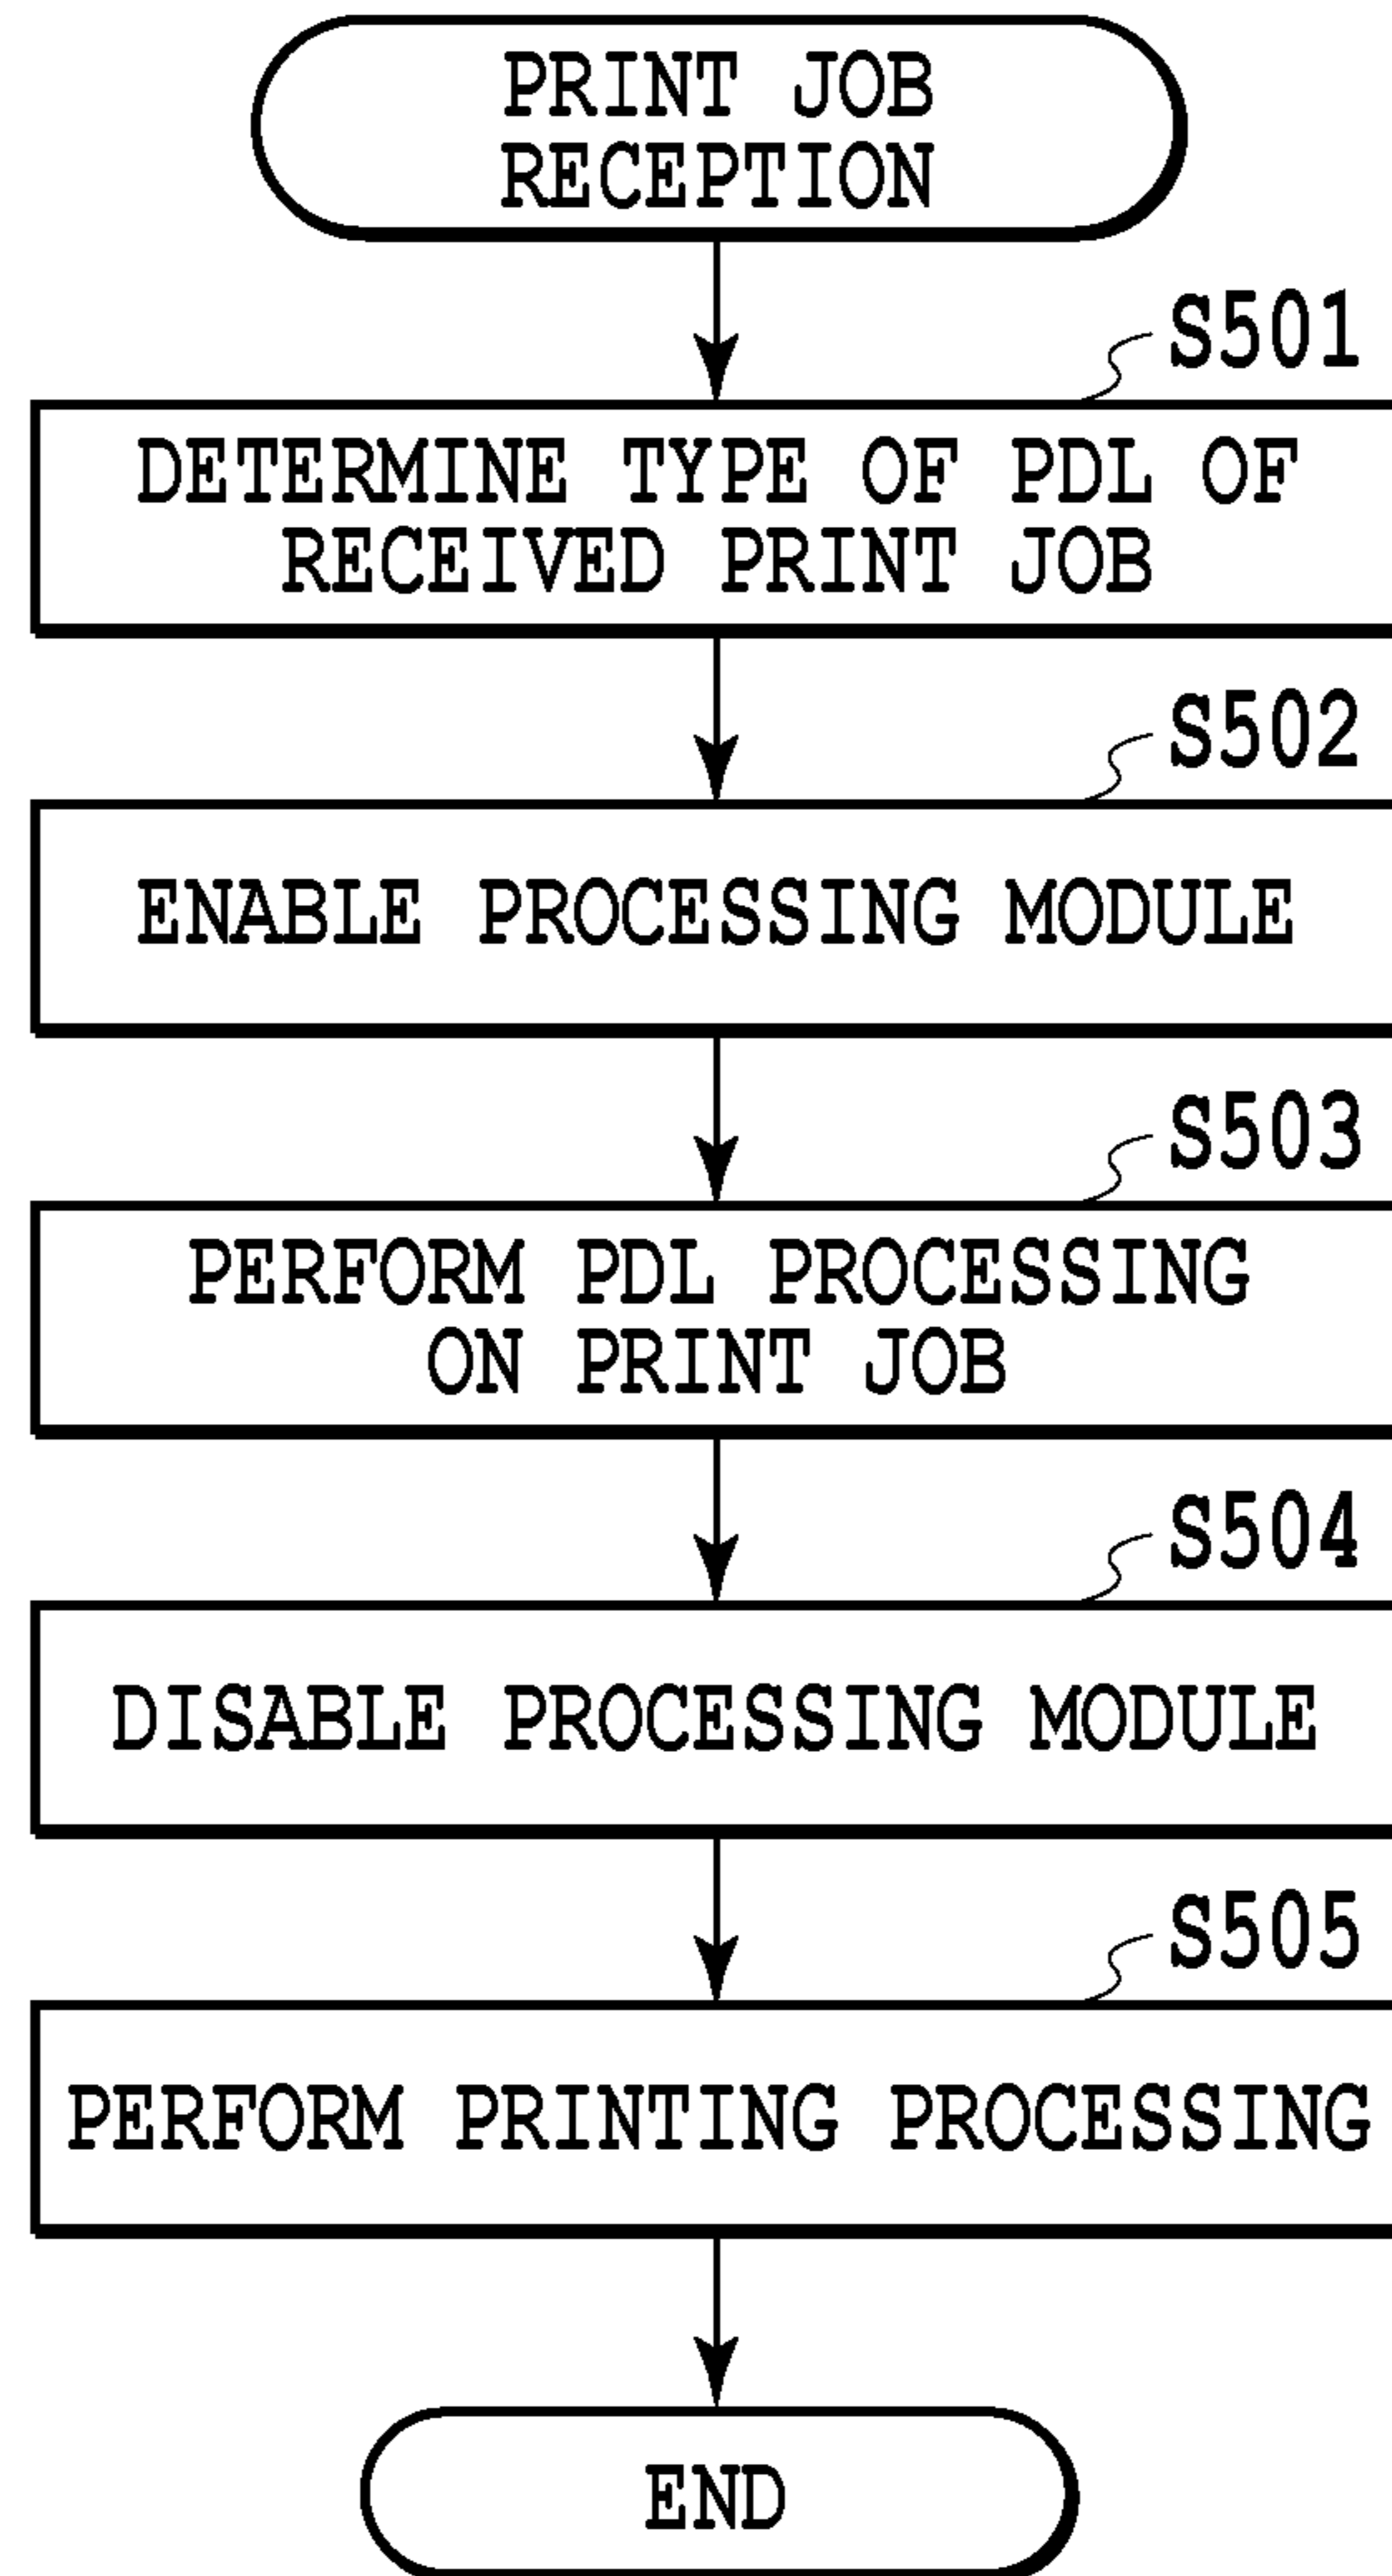 PRINT JOB
RECEPTION
S501
DETERMINE TYPE OF PDL OF
RECEIVED PRINT JOB
S502
ENABLE PROCESSING MODULE
S503
PERFORM PDL PROCESSING
ON PRINT JOB
S504
DISABLE PROCESSING MODULE
S505
PERFORM PRINTING PROCESSING
END